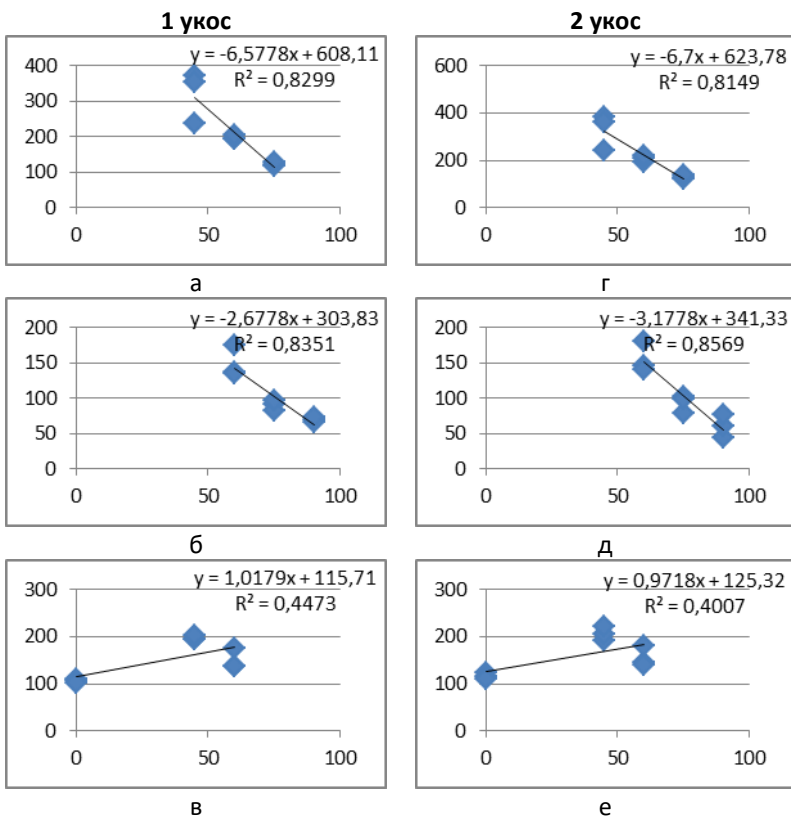 1 укос
2 укос
y = -6,5778x + 608,11
R² = 0,8299
400
300
200
100
0
0 50 100
а
y = -6,7x + 623,78
R² = 0,8149
600
400
200
0
0 50 100
г
y = -2,6778x + 303,83
R² = 0,8351
200
150
100
50
0
0 50 100
б
y = -3,1778x + 341,33
R² = 0,8569
200
150
100
50
0
0 50 100
д
y = 1,0179x + 115,71
R² = 0,4473
300
200
100
0
0 50 100
в
y = 0,9718x + 125,32
R² = 0,4007
300
200
100
0
0 50 100
е